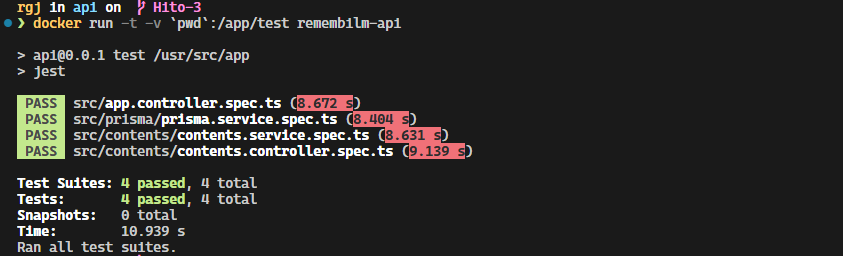 rgj in api on Hito-3
❯ docker run -t -v `pwd`:/app/test remembilm-api
> api@0.0.1 test /usr/src/app
> jest
PASS src/app.controller.spec.ts (8.672 s)
PASS src/prisma/prisma.service.spec.ts (8.404 s)
PASS src/contents/contents.service.spec.ts (8.631 s)
PASS src/contents/contents.controller.spec.ts (9.139 s)
Test Suites: 4 passed, 4 total
Tests: 4 passed, 4 total
Snapshots: 0 total
Time: 10.939 s
Ran all test suites.